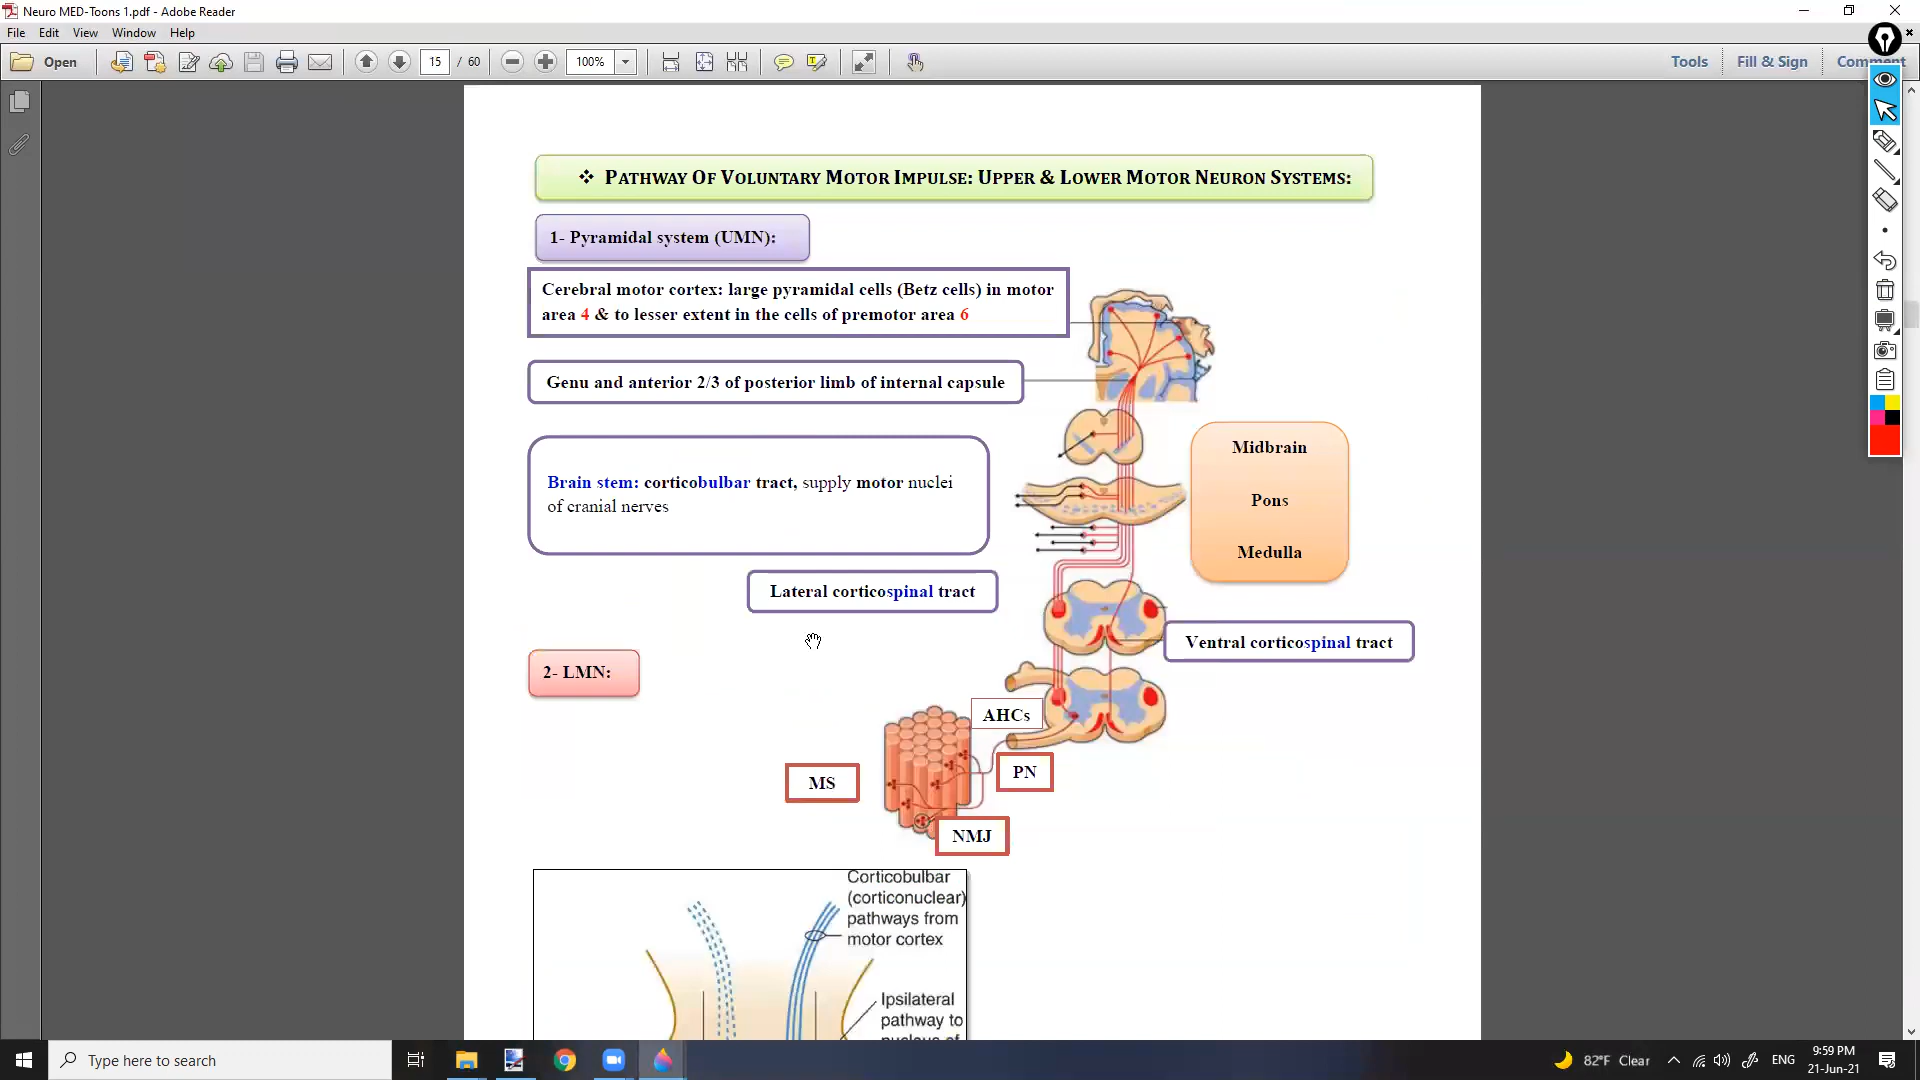 Neuro MED-Toons 1.pdf - Adobe Reader
File Edit View Window Help
Open 15 / 60 100% Tools Fill & Sign Comment
❖ PATHWAY OF VOLUNTARY MOTOR IMPULSE: UPPER & LOWER MOTOR NEURON SYSTEMS:
1- Pyramidal system (UMN):
Cerebral motor cortex: large pyramidal cells (Betz cells) in motor
area 4 & to lesser extent in the cells of premotor area 6
Genu and anterior 2/3 of posterior limb of internal capsule
Brain stem: corticobulbar tract, supply motor nuclei
of cranial nerves
Midbrain
Pons
Medulla
Lateral corticospinal tract
Ventral corticospinal tract
2- LMN:
AHCs
PN
MS
NMJ
Corticobulbar
(corticonuclear)
pathways from
motor cortex
Ipsilateral
pathway to
nucleus of
Type here to search
82°F Clear
ENG
9:59 PM
21-Jun-21